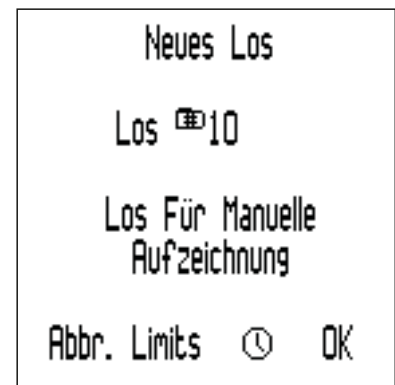 Neues Los
Los #10
Los Für Manuelle
Aufzeichnung
Abbr. Limits OK